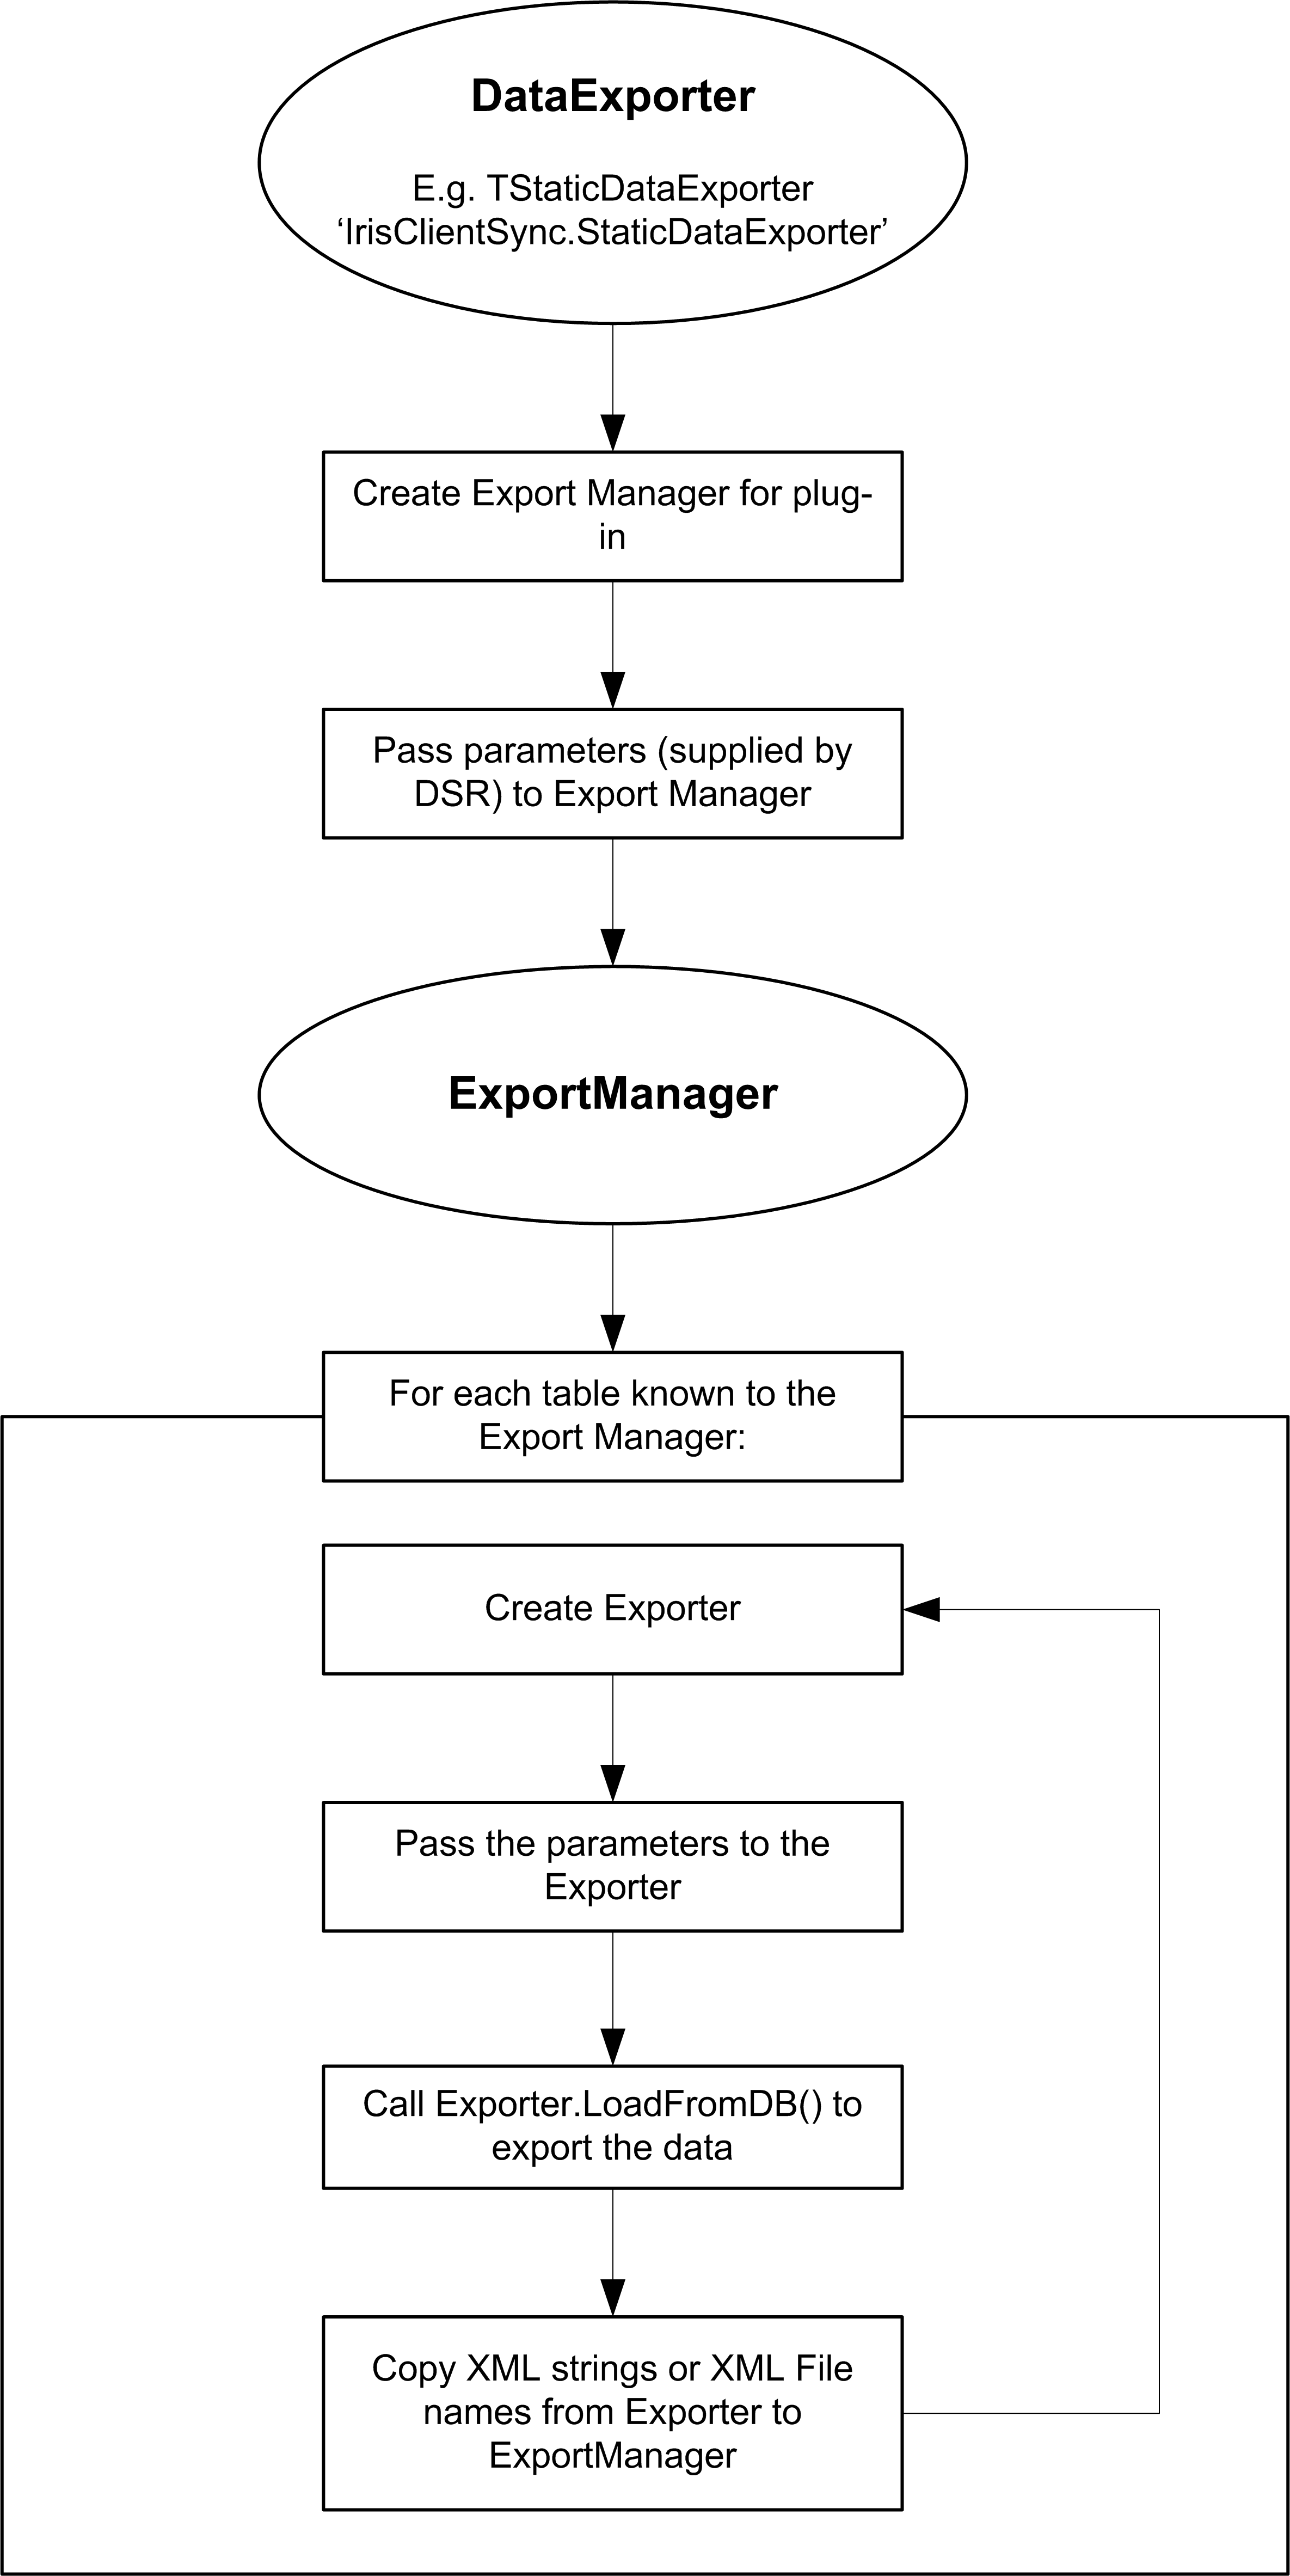 DataExporter
E.g. TStaticDataExporter
‘IrisClientSync.StaticDataExporter’
Create Export Manager for plug-
in
Pass parameters (supplied by
DSR) to Export Manager
ExportManager
For each table known to the
Export Manager:
Create Exporter
Pass the parameters to the
Exporter
Call Exporter.LoadFromDB() to
export the data
Copy XML strings or XML File
names from Exporter to
ExportManager